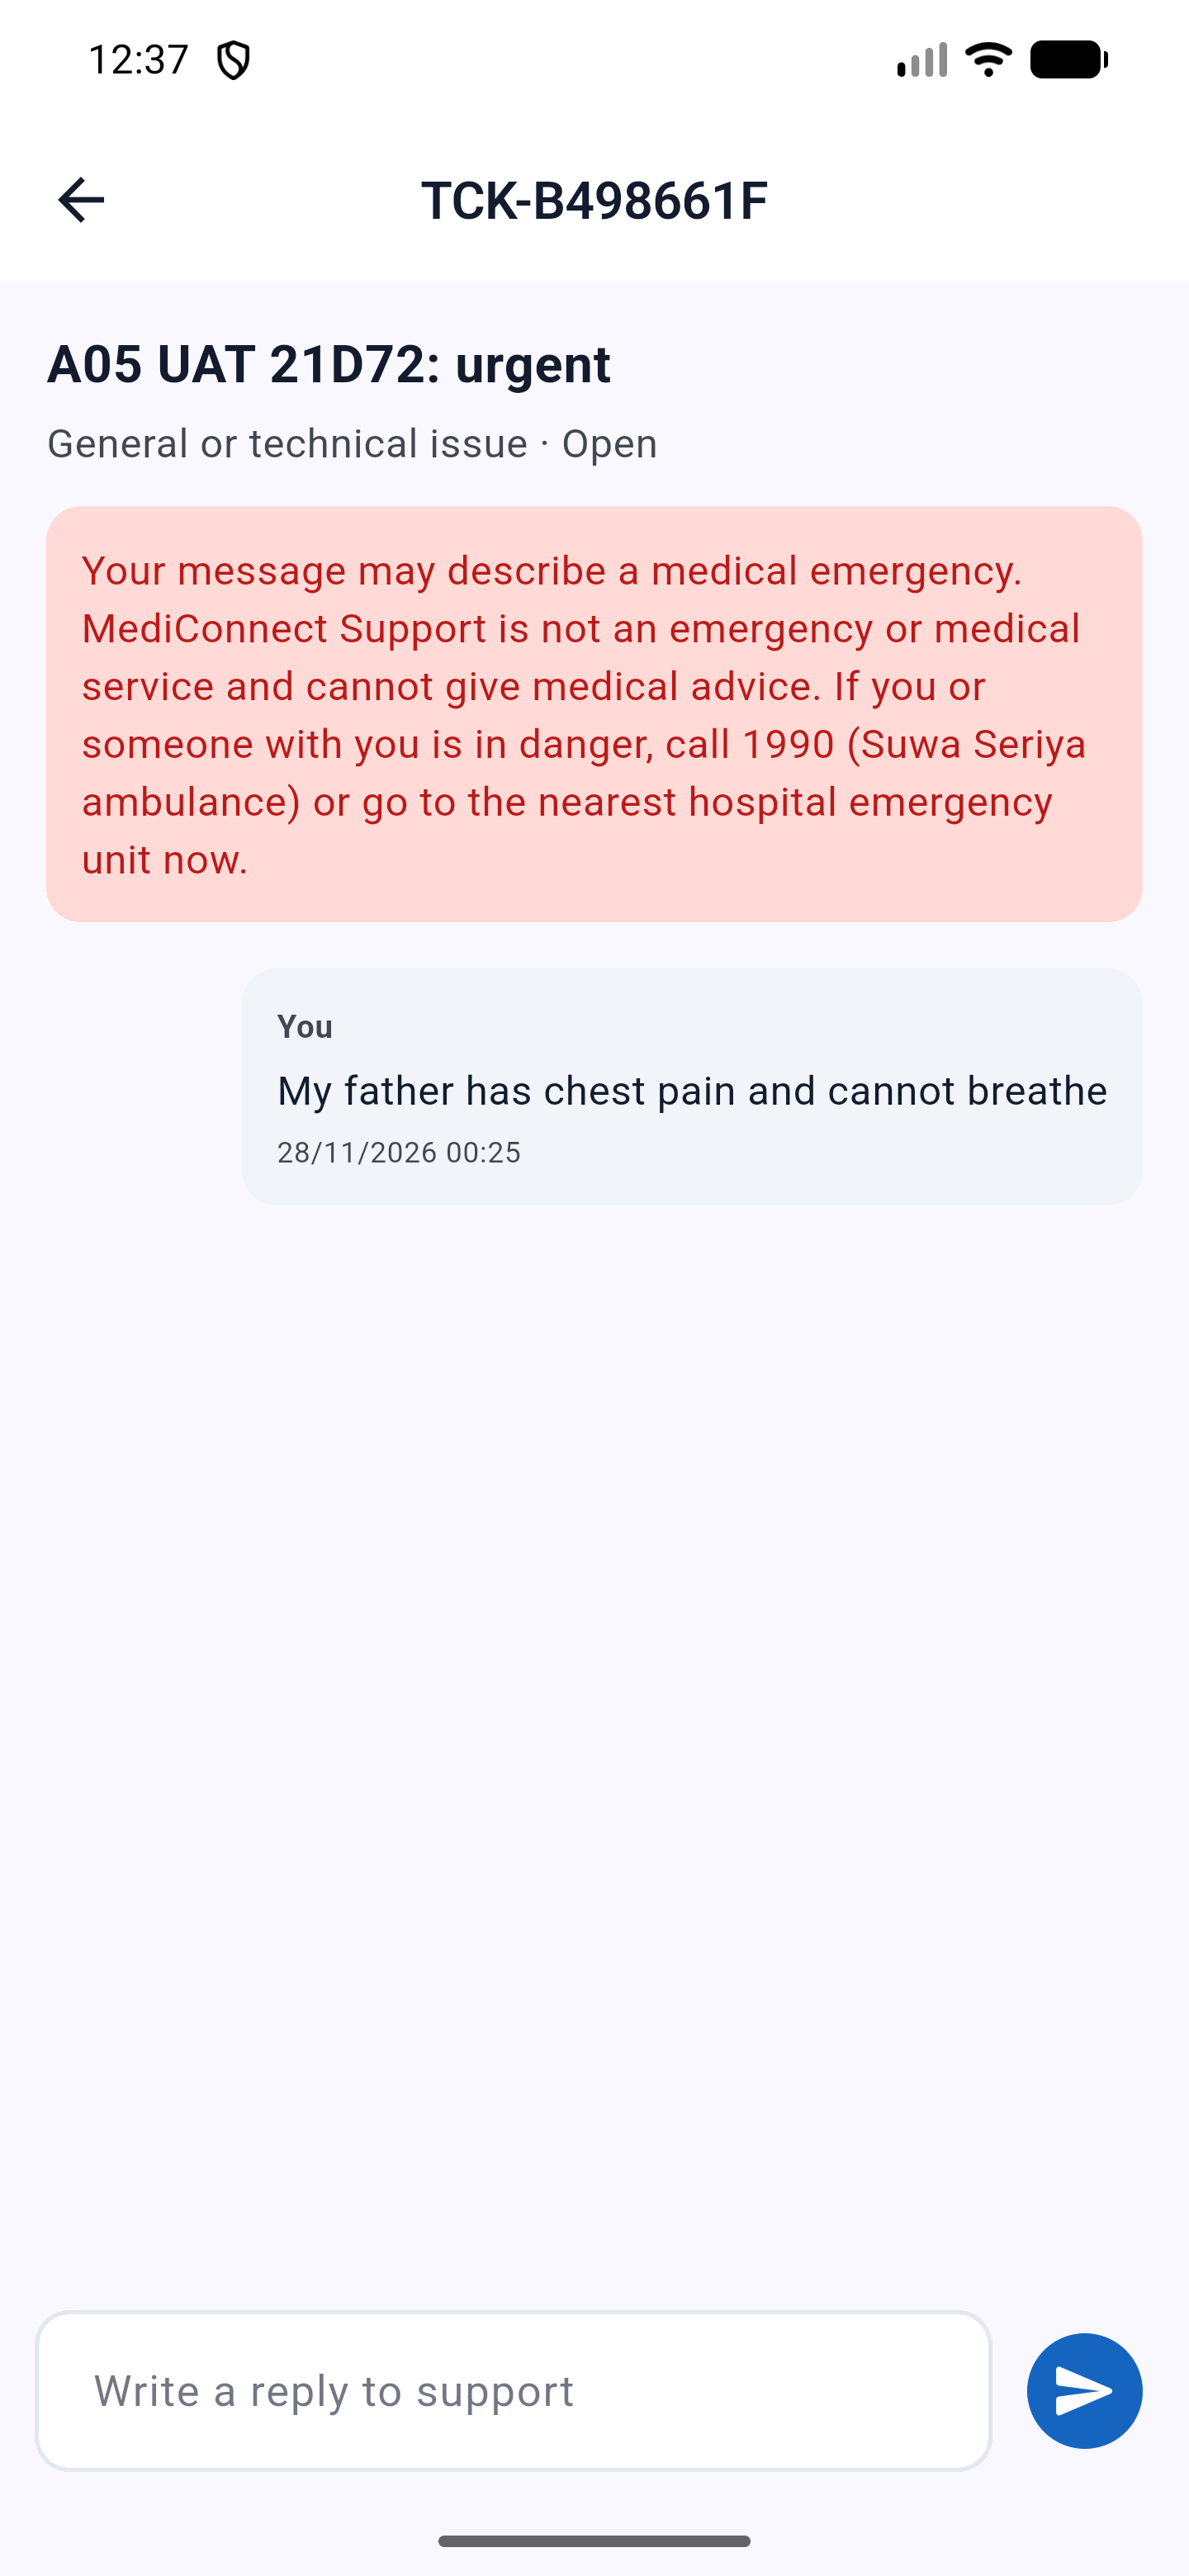 12:37
TCK-B498661F
A05 UAT 21D72: urgent
General or technical issue · Open
Your message may describe a medical emergency.
MediConnect Support is not an emergency or medical
service and cannot give medical advice. If you or
someone with you is in danger, call 1990 (Suwa Seriya
ambulance) or go to the nearest hospital emergency
unit now.
You
My father has chest pain and cannot breathe
28/11/2026 00:25
Write a reply to support